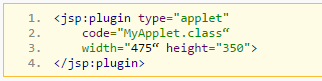 1. <jsp:plugin type="applet"
2. code="MyApplet.class“
3. width="475“ height="350">
4. </jsp:plugin>